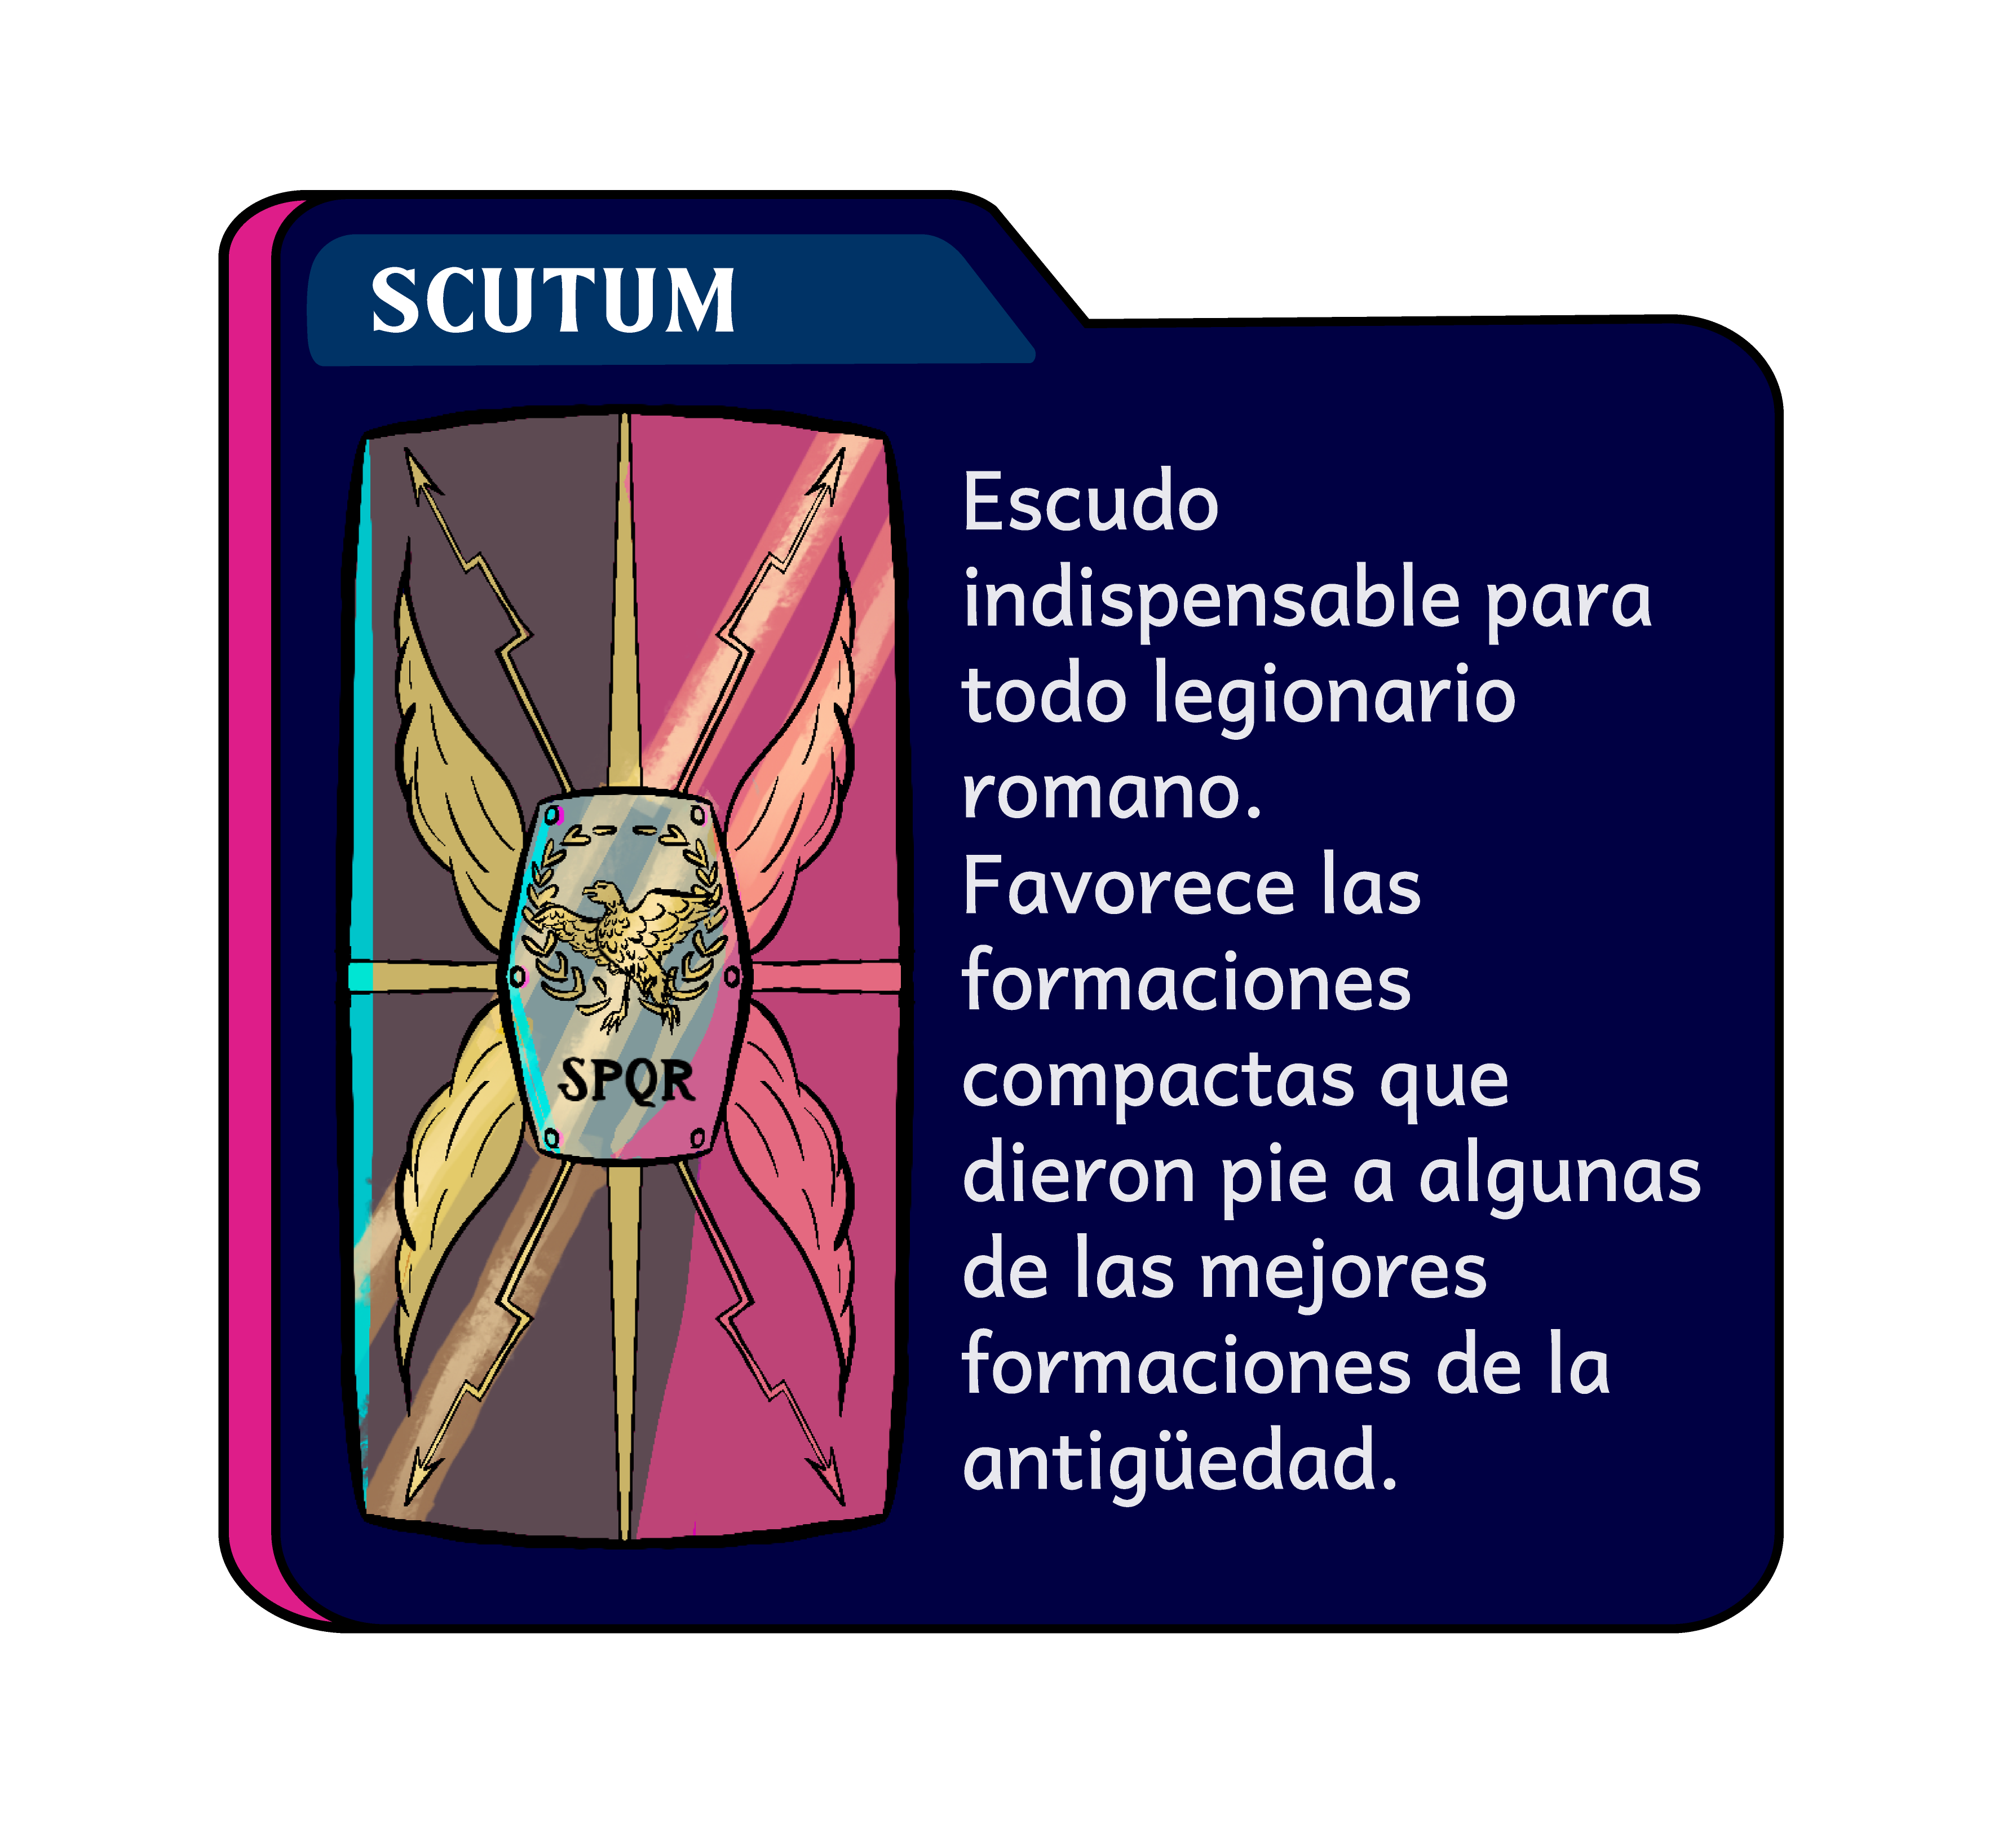 SCUTUM
Escudo
indispensable para
todo legionario
romano.
Favorece las
formaciones
compactas que
dieron pie a algunas
de las mejores
formaciones de la
antigüedad.
SPQR